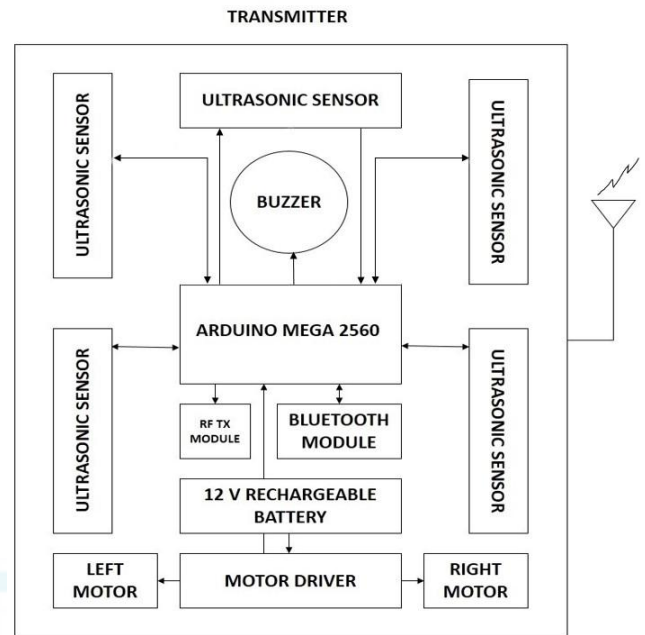 TRANSMITTER
ULTRASONIC SENSOR
ULTRASONIC SENSOR
ULTRASONIC SENSOR
BUZZER
ARDUINO MEGA 2560
ULTRASONIC SENSOR
ULTRASONIC SENSOR
RF TX
MODULE
BLUETOOTH
MODULE
12 V RECHARGEABLE
BATTERY
LEFT
MOTOR
MOTOR DRIVER
RIGHT
MOTOR